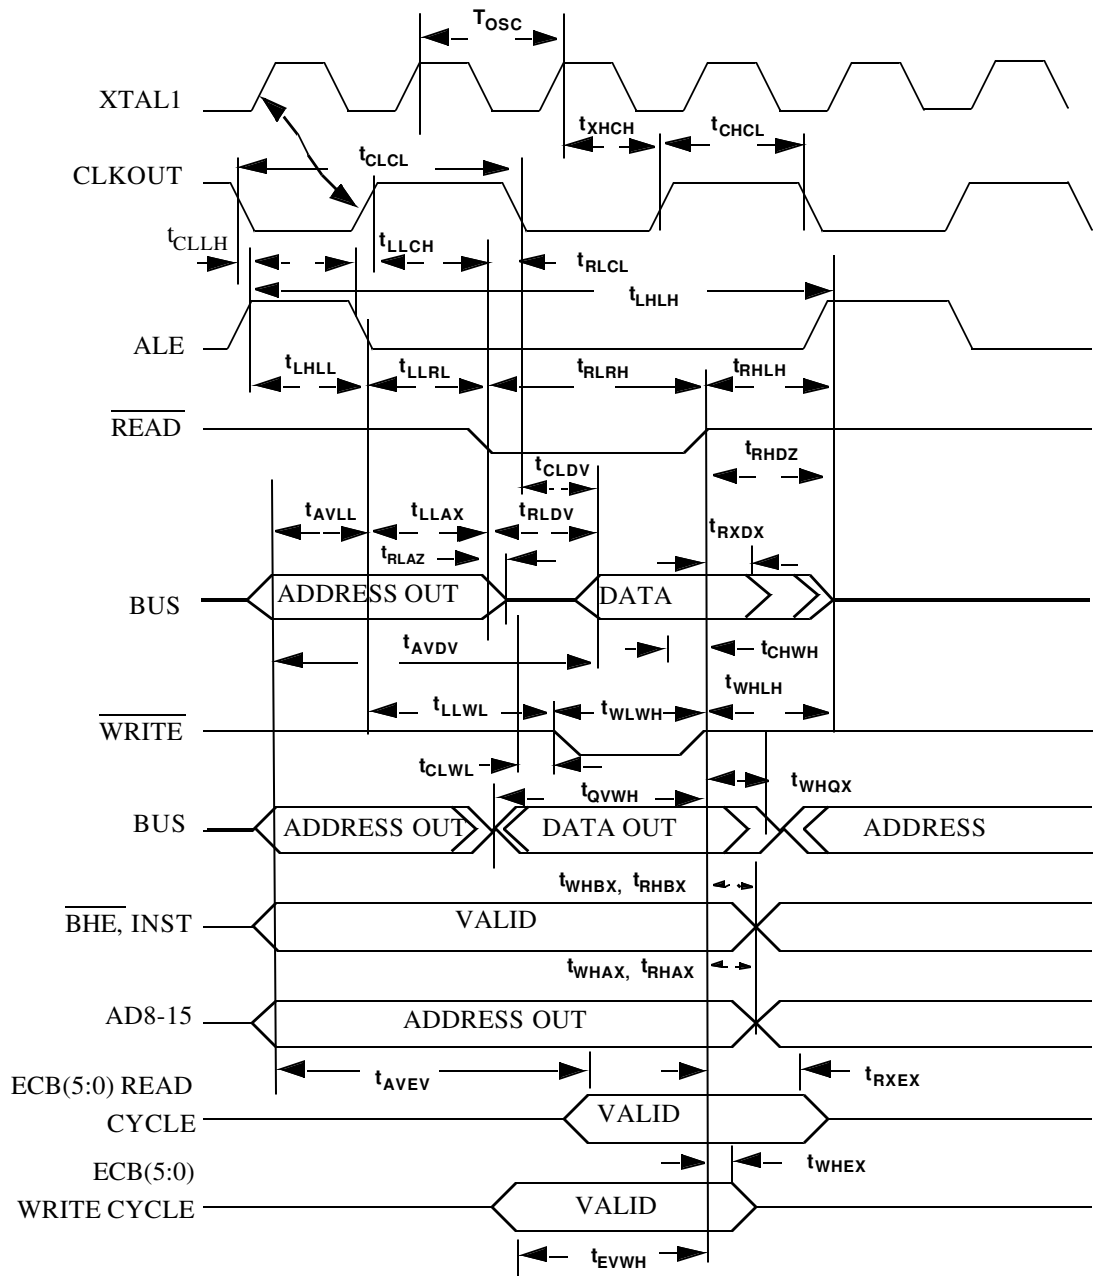 TOSC
XTAL1
tXHCH
tCHCL
tCLCL
CLKOUT
tCLLH
tLLCH
tRLCL
tLHLH
ALE
tLHLL
tLLRL
tRLRH
tRHLH
READ
tRHDZ
tCLDV
tAVLL
tLLAX
tRLDV
tRXDX
tRLAZ
BUS
ADDRESS OUT
DATA
tAVDV
tCHWH
tWHLH
tLLWL
tWLWH
WRITE
tCLWL
tWHQX
tQVWH
BUS
ADDRESS OUT
DATA OUT
ADDRESS
tWHBX, tRHBX
BHE, INST
VALID
tWHAX, tRHAX
AD8-15
ADDRESS OUT
tAVEV
tRXEX
ECB(5:0) READ
CYCLE
VALID
tWHEX
ECB(5:0)
WRITE CYCLE
VALID
tEVWH